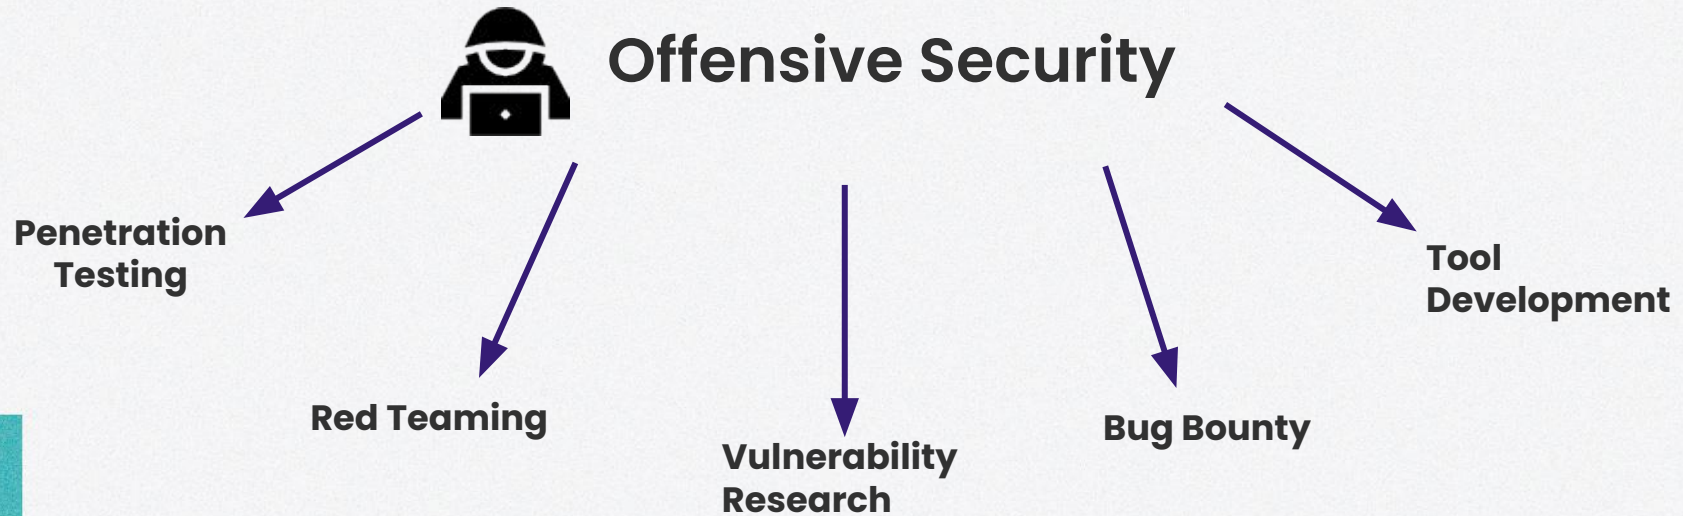 Offensive Security
Penetration
Testing
Red Teaming
Vulnerability
Research
Bug Bounty
Tool
Development